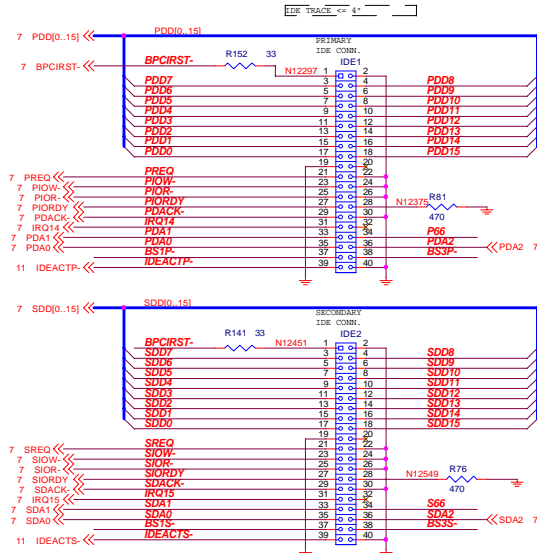 IDE TRACE <= 4"
7 PDD[0..15] PDD[0..15]
PRIMARY
IDE CONN.
7 BPCIRST- BPCIRST- R152 33 N12297 IDE1
1 2
PDD7 3 4 PDD8
PDD6 5 6 PDD9
PDD5 7 8 PDD10
PDD4 9 10 PDD11
PDD3 11 12 PDD12
PDD2 13 14 PDD13
PDD1 15 16 PDD14
PDD0 17 18 PDD15
19 20
7 PREQ PREQ 21 22
7 PIOW- PIOW- 23 24
7 PIOR- PIOR- 25 26
7 PIORDY PIORDY 27 28 N12375 R81 470
7 PDACK- PDACK- 29 30
7 IRQ14 IRQ14 31 32
7 PDA1 PDA1 33 34 P66
7 PDA0 PDA0 35 36 PDA2 PDA2 7
BS1P- 37 38 BS3P-
11 IDEACTP- IDEACTP- 39 40
7 SDD[0..15] SDD[0..15]
SECONDARY
IDE CONN.
BPCIRST- R141 33 N12451 IDE2
1 2
SDD7 3 4 SDD8
SDD6 5 6 SDD9
SDD5 7 8 SDD10
SDD4 9 10 SDD11
SDD3 11 12 SDD12
SDD2 13 14 SDD13
SDD1 15 16 SDD14
SDD0 17 18 SDD15
19 20
7 SREQ SREQ 21 22
7 SIOW- SIOW- 23 24
7 SIOR- SIOR- 25 26
7 SIORDY SIORDY 27 28 N12549 R76 470
7 SDACK- SDACK- 29 30
7 IRQ15 IRQ15 31 32
7 SDA1 SDA1 33 34 S66
7 SDA0 SDA0 35 36 SDA2 SDA2 7
BS1S- 37 38 BS3S-
11 IDEACTS- IDEACTS- 39 40